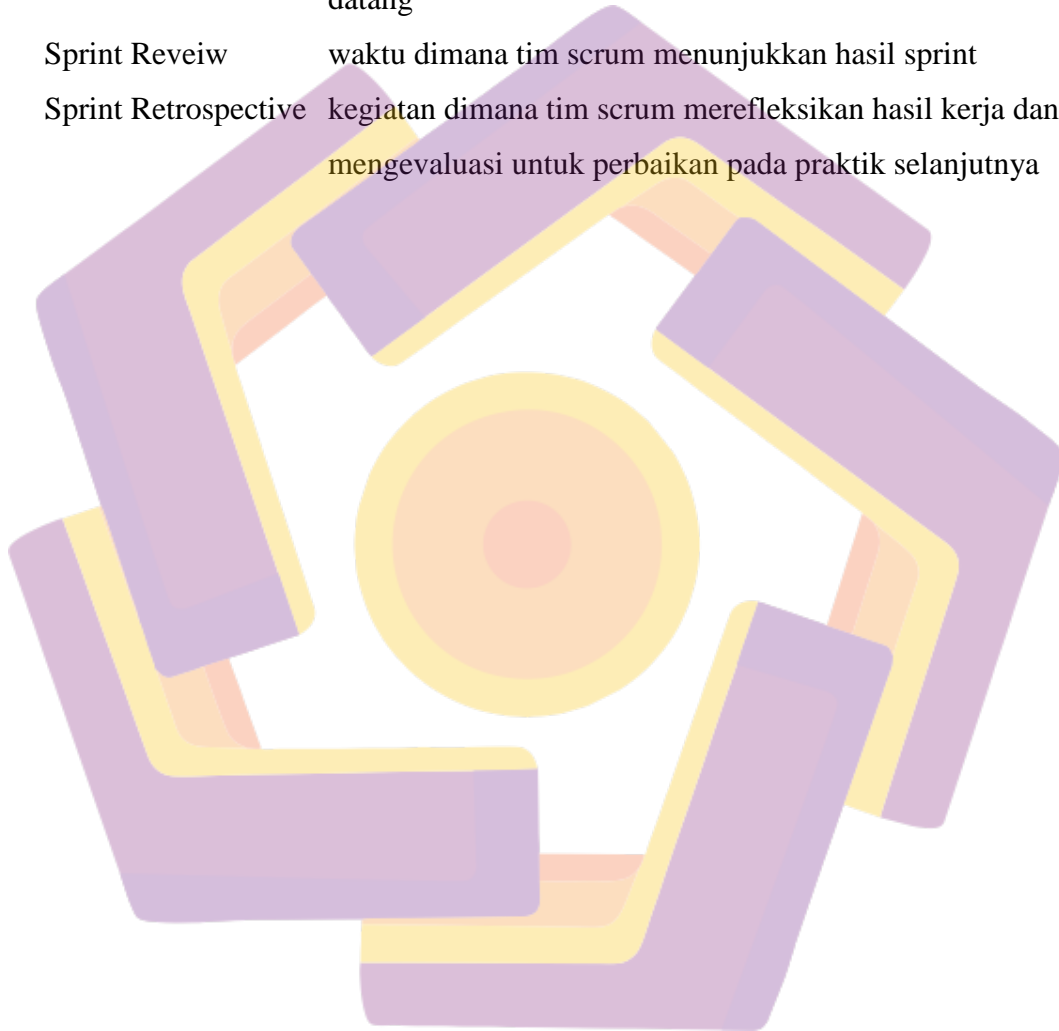 datang
Sprint Reveiw waktu dimana tim scrum menunjukkan hasil sprint
Sprint Retrospective kegiatan dimana tim scrum merefleksikan hasil kerja dan
mengevaluasi untuk perbaikan pada praktik selanjutnya